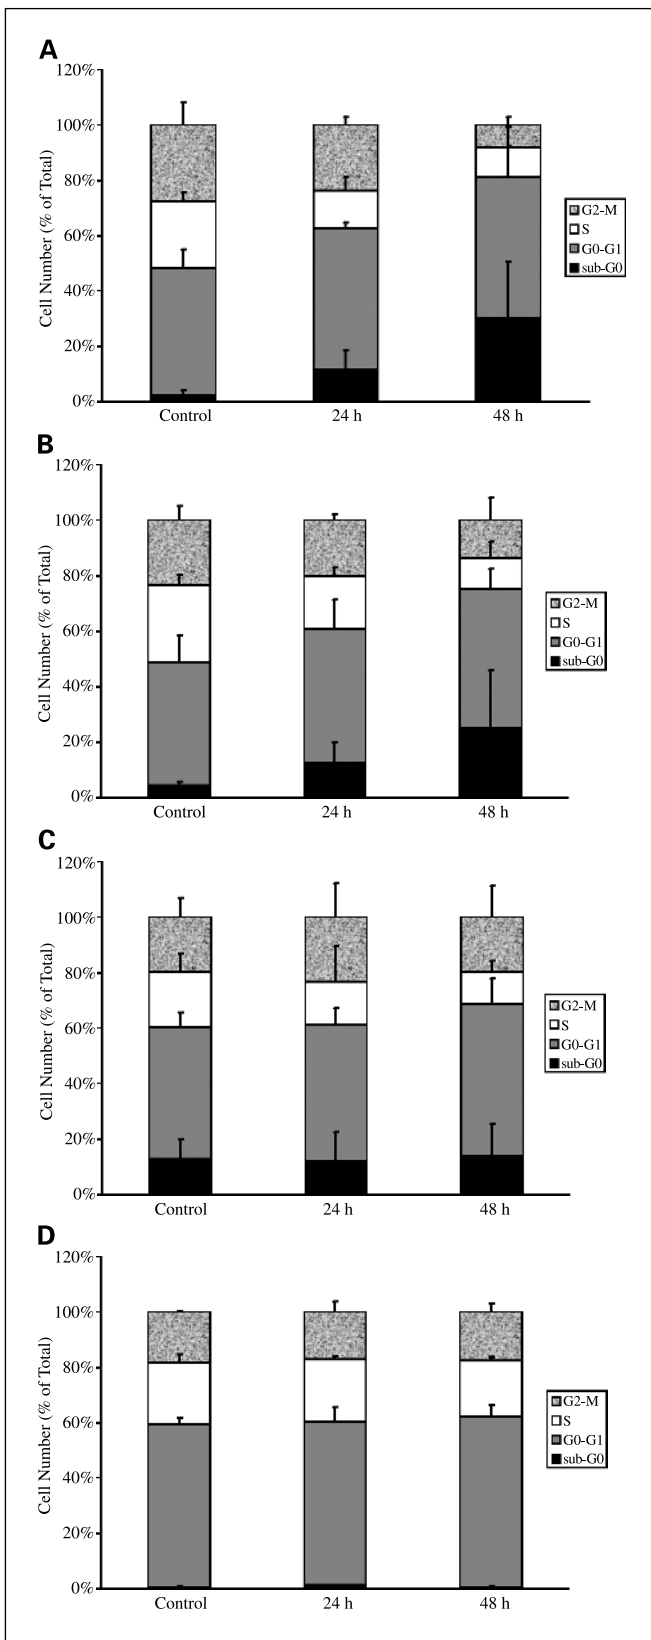 A
120%
100%
80%
60%
40%
20%
0%
Cell Number (% of Total)
Control 24 h 48 h
G2-M
S
G0-G1
sub-G0
B
120%
100%
80%
60%
40%
20%
0%
Cell Number (% of Total)
Control 24 h 48 h
G2-M
S
G0-G1
sub-G0
C
120%
100%
80%
60%
40%
20%
0%
Cell Number (% of Total)
Control 24 h 48 h
G2-M
S
G0-G1
sub-G0
D
120%
100%
80%
60%
40%
20%
0%
Cell Number (% of Total)
Control 24 h 48 h
G2-M
S
G0-G1
sub-G0